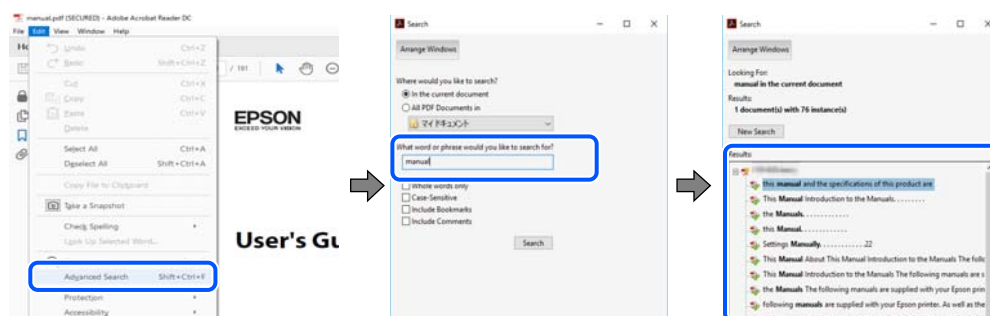 manual.pdf (SECURED) - Adobe Acrobat Reader DC
File Edit View Window Help
Undo Ctrl+Z
Redo Shift+Ctrl+Z
Cut Ctrl+X
Copy Ctrl+C
Paste Ctrl+V
Delete
Select All Ctrl+A
Deselect All Shift+Ctrl+A
Copy File to Clipboard
Take a Snapshot
Check Spelling
Look Up Selected Word...
Advanced Search Shift+Ctrl+F
Protection
Accessibility
/ 181
EPSON
EXCEED YOUR VISION
User's Gu
Search
Arrange Windows
Where would you like to search?
In the current document
All PDF Documents in
マイ ドキュメント
What word or phrase would you like to search for?
manual
Whole words only
Case-Sensitive
Include Bookmarks
Include Comments
Search
Search
Arrange Windows
Looking For:
manual in the current document
Results:
1 document(s) with 76 instance(s)
New Search
Results:
this manual and the specifications of this product are
This Manual Introduction to the Manuals. . . . . . . .
the Manuals. . . . . . . . . . . .
this Manual. . . . . . . . . . . .
Settings Manually. . . . . . . . . . . .22
This Manual About This Manual Introduction to the Manuals The follo
This Manual Introduction to the Manuals The following manuals are s
the Manuals The following manuals are supplied with your Epson prin
following manuals are supplied with your Epson printer. As well as the